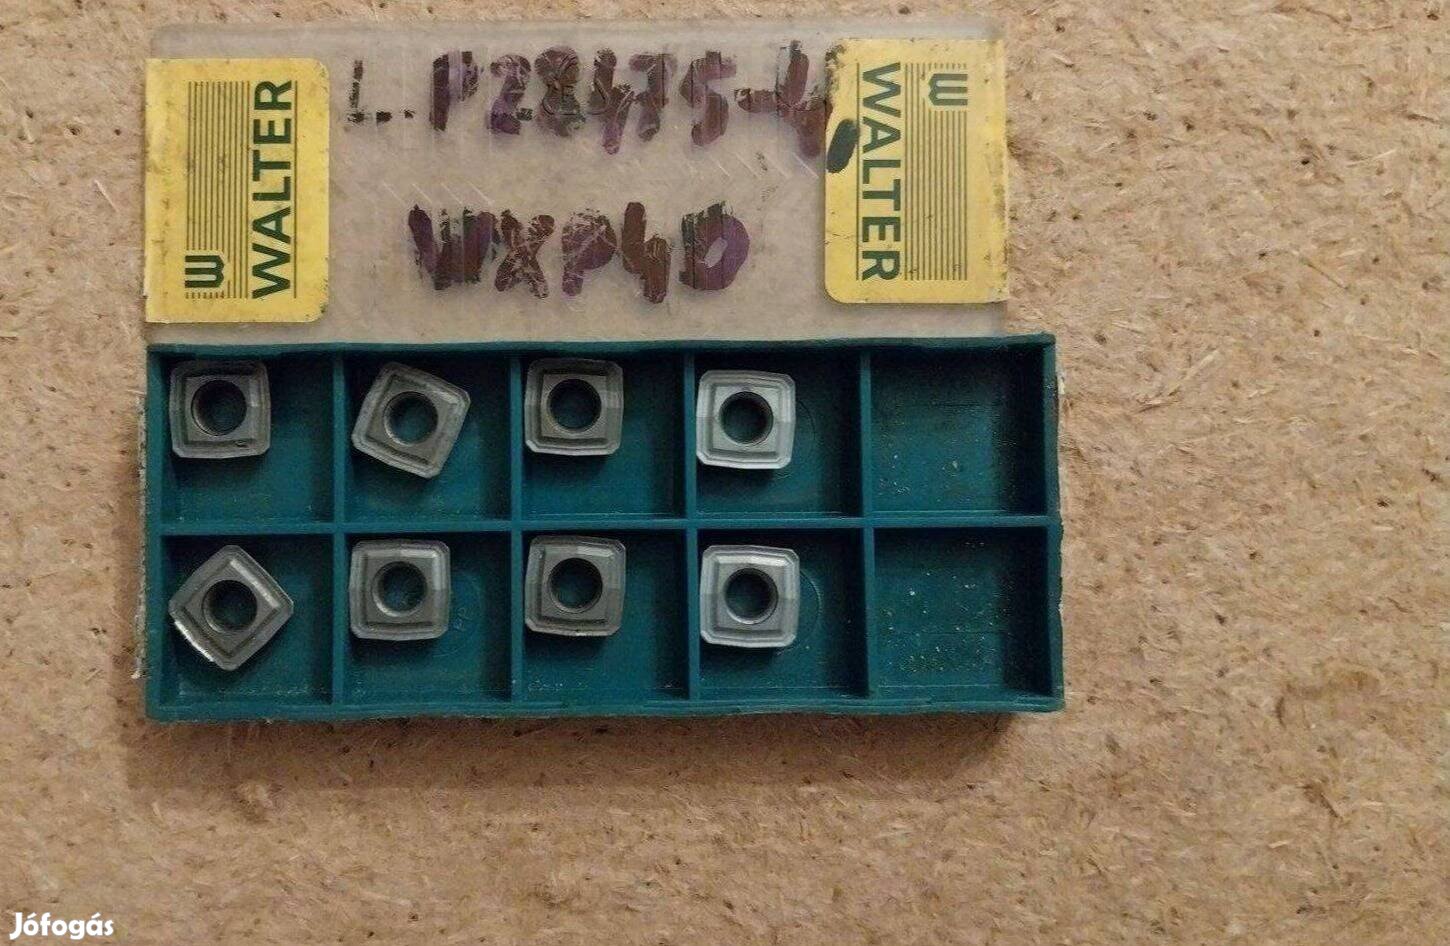 W WALTER
L-P28475-4
WXP40
W WALTER
Jófogás